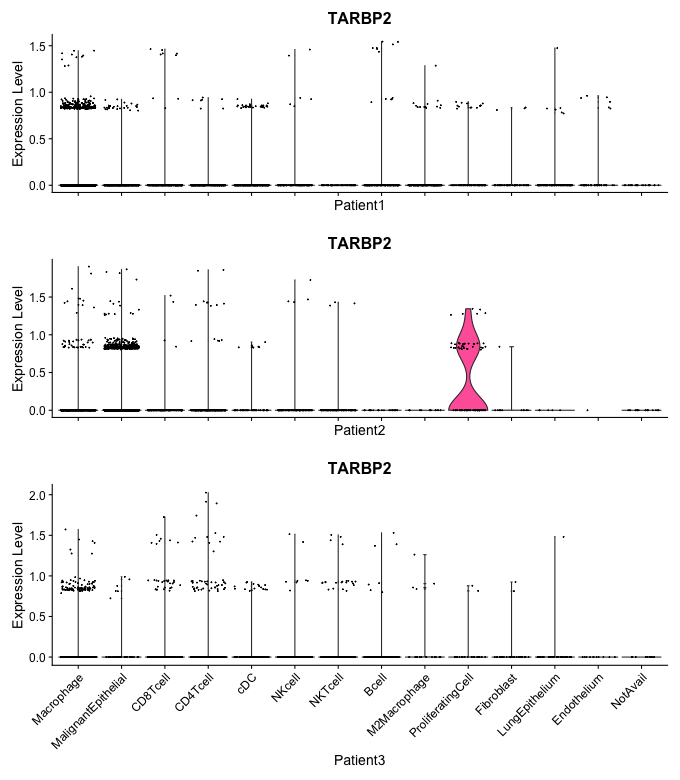 TARBP2
Expression Level
1.5
1.0
0.5
0.0
Patient1
TARBP2
Expression Level
1.5
1.0
0.5
0.0
Patient2
TARBP2
Expression Level
2.0
1.5
1.0
0.5
0.0
Macrophage
MalignantEpithelial
CD8Tcell
CD4Tcell
cDC
NKcell
NKTcell
Bcell
M2Macrophage
ProliferatingCell
Fibroblast
LungEpithelium
Endothelium
NotAvail
Patient3